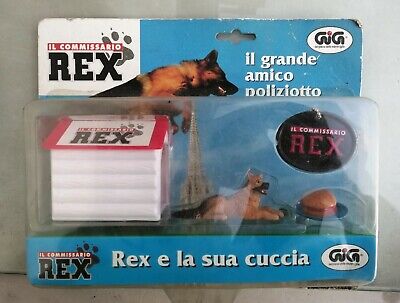 IL COMMISSARIO
REX
GiG
il grande
amico
poliziotto
IL COMMISSARIO
REX
IL COMMISSARIO
REX
IL COMMISSARIO
REX
Rex e la sua cuccia
GiG